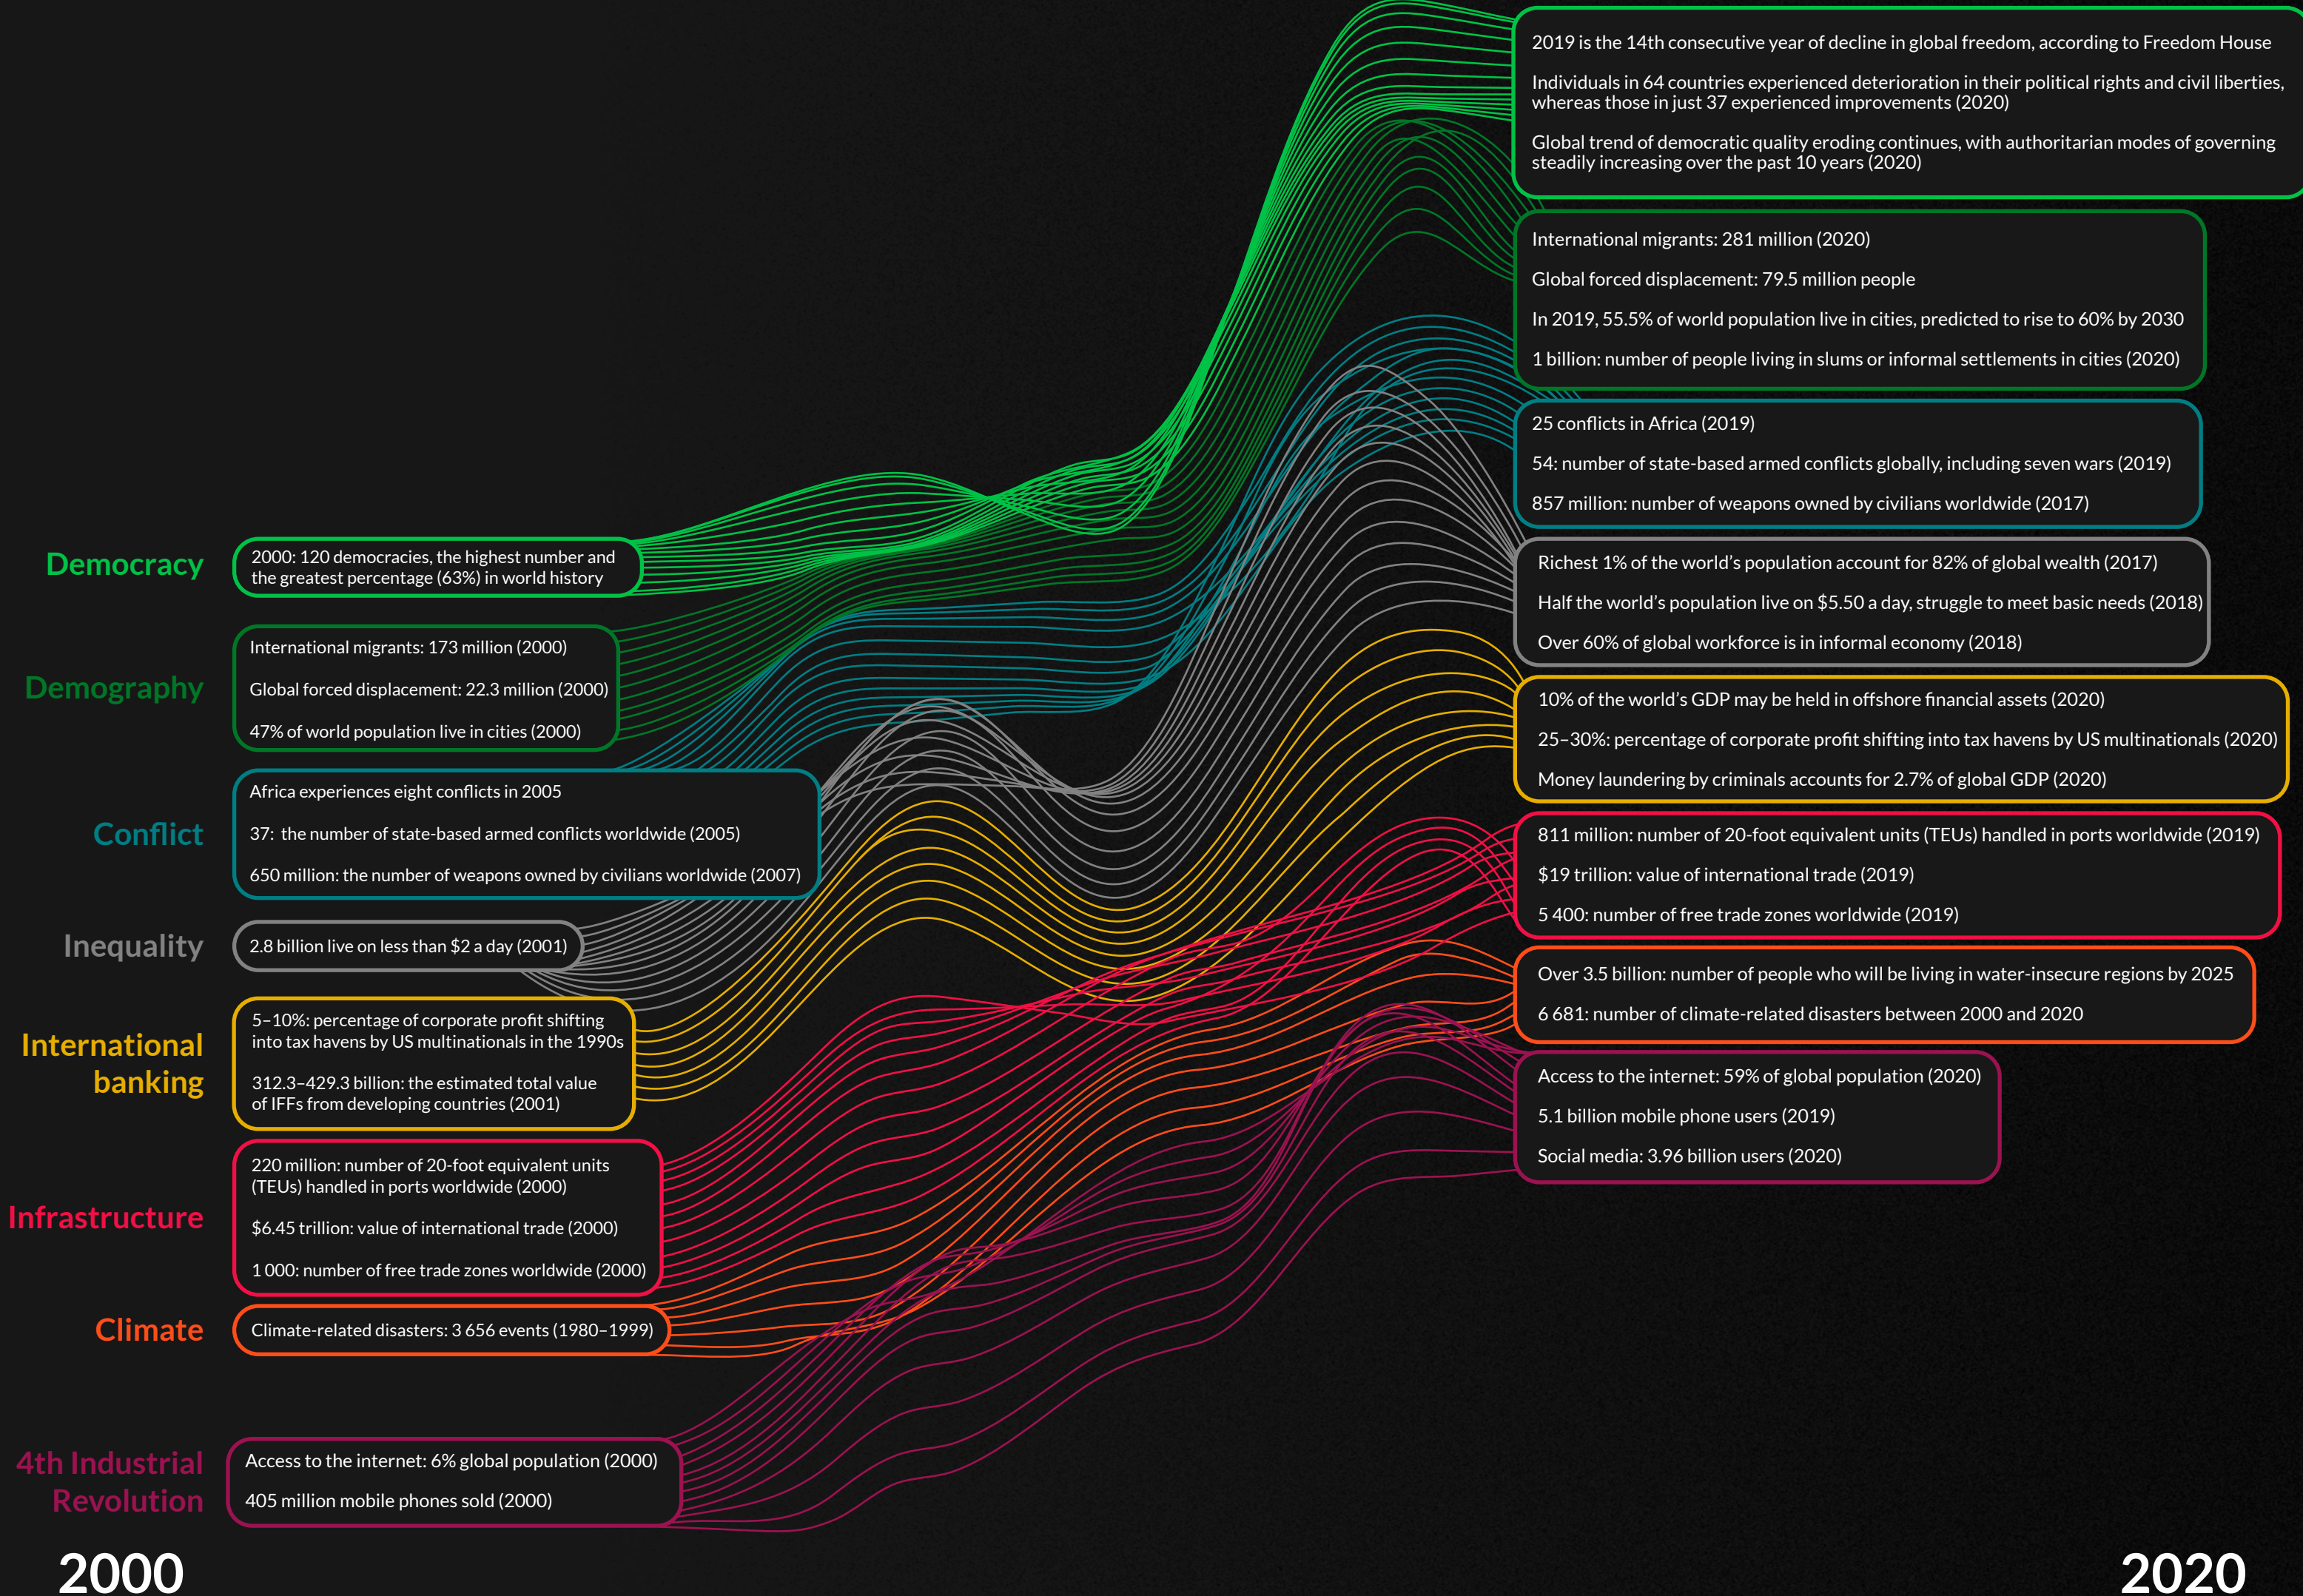 Democracy
2000: 120 democracies, the highest number and
the greatest percentage (63%) in world history
Demography
International migrants: 173 million (2000)
Global forced displacement: 22.3 million (2000)
47% of world population live in cities (2000)
Conflict
Africa experiences eight conflicts in 2005
37: the number of state-based armed conflicts worldwide (2005)
650 million: the number of weapons owned by civilians worldwide (2007)
Inequality
2.8 billion live on less than $2 a day (2001)
International
banking
5–10%: percentage of corporate profit shifting
into tax havens by US multinationals in the 1990s
312.3–429.3 billion: the estimated total value
of IFFs from developing countries (2001)
Infrastructure
220 million: number of 20-foot equivalent units
(TEUs) handled in ports worldwide (2000)
$6.45 trillion: value of international trade (2000)
1 000: number of free trade zones worldwide (2000)
Climate
Climate-related disasters: 3 656 events (1980–1999)
4th Industrial
Revolution
Access to the internet: 6% global population (2000)
405 million mobile phones sold (2000)
2000
2019 is the 14th consecutive year of decline in global freedom, according to Freedom House
Individuals in 64 countries experienced deterioration in their political rights and civil liberties,
whereas those in just 37 experienced improvements (2020)
Global trend of democratic quality eroding continues, with authoritarian modes of governing
steadily increasing over the past 10 years (2020)
International migrants: 281 million (2020)
Global forced displacement: 79.5 million people
In 2019, 55.5% of world population live in cities, predicted to rise to 60% by 2030
1 billion: number of people living in slums or informal settlements in cities (2020)
25 conflicts in Africa (2019)
54: number of state-based armed conflicts globally, including seven wars (2019)
857 million: number of weapons owned by civilians worldwide (2017)
Richest 1% of the world’s population account for 82% of global wealth (2017)
Half the world’s population live on $5.50 a day, struggle to meet basic needs (2018)
Over 60% of global workforce is in informal economy (2018)
10% of the world’s GDP may be held in offshore financial assets (2020)
25–30%: percentage of corporate profit shifting into tax havens by US multinationals (2020)
Money laundering by criminals accounts for 2.7% of global GDP (2020)
811 million: number of 20-foot equivalent units (TEUs) handled in ports worldwide (2019)
$19 trillion: value of international trade (2019)
5 400: number of free trade zones worldwide (2019)
Over 3.5 billion: number of people who will be living in water-insecure regions by 2025
6 681: number of climate-related disasters between 2000 and 2020
Access to the internet: 59% of global population (2020)
5.1 billion mobile phone users (2019)
Social media: 3.96 billion users (2020)
2020